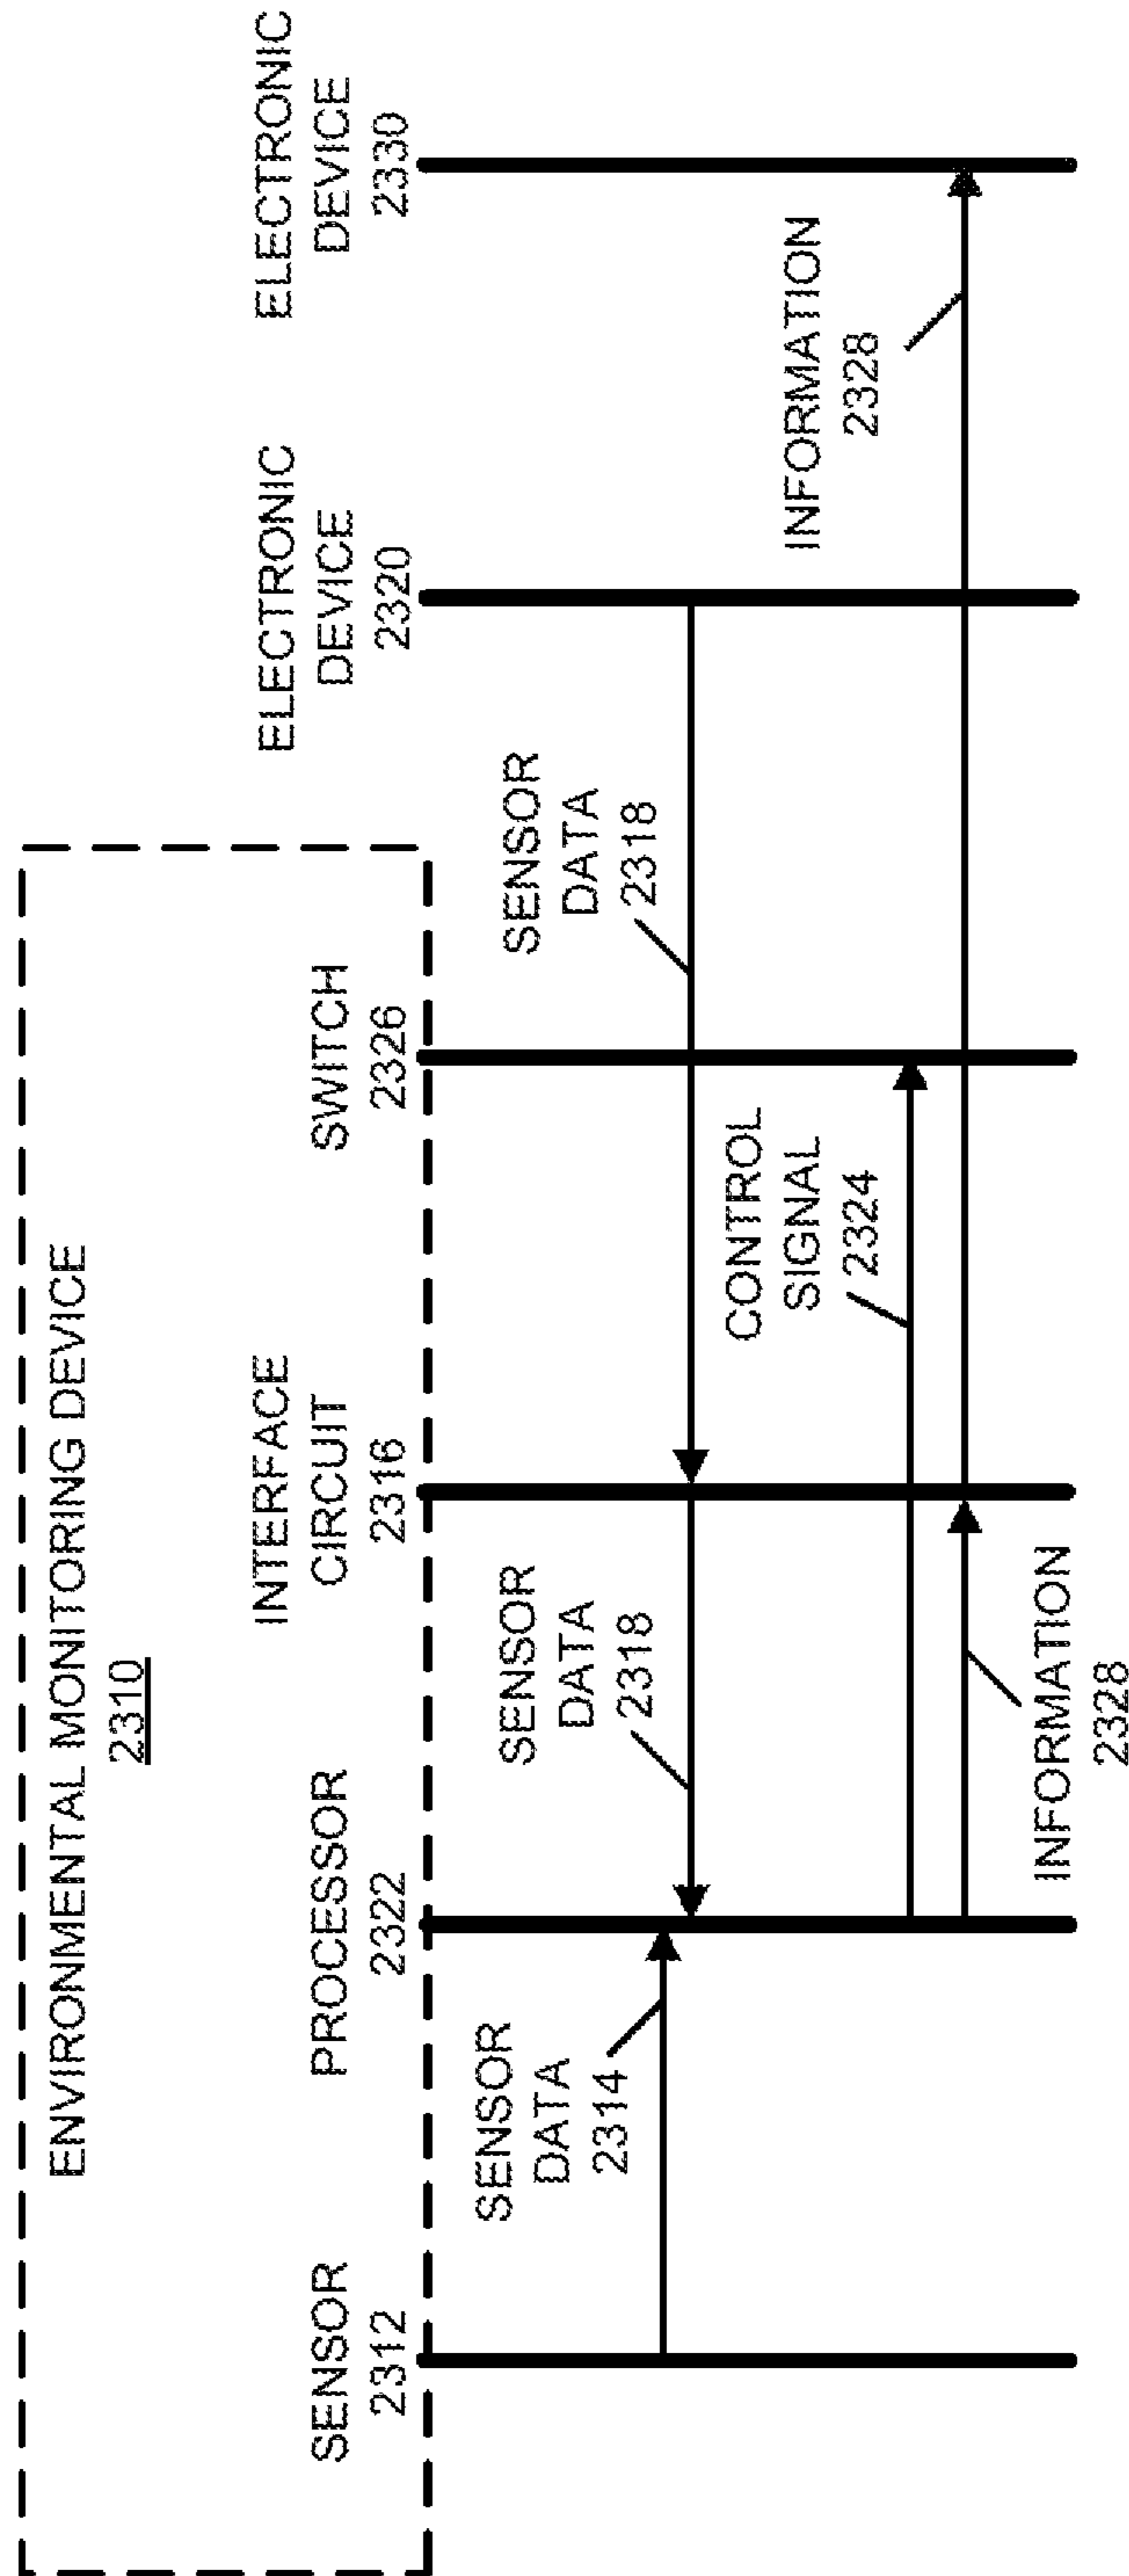 ENVIRONMENTAL MONITORING DEVICE
2310
SENSOR
2312
PROCESSOR
2322
INTERFACE
CIRCUIT
2316
SWITCH
2326
ELECTRONIC
DEVICE
2320
ELECTRONIC
DEVICE
2330
SENSOR
DATA
2314
SENSOR
DATA
2318
SENSOR
DATA
2318
CONTROL
SIGNAL
2324
INFORMATION
2328
INFORMATION
2328